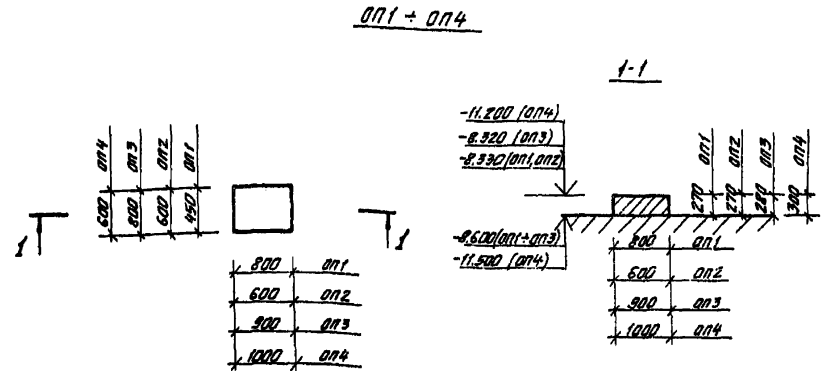 ОП1 ÷ ОП4
1-1
-11.200 (ОП4)
-8.320 (ОП3)
-8.330 (ОП1, ОП2)
600 ОП4
800 ОП3
600 ОП2
450 ОП1
270 ОП1
270 ОП2
280 ОП3
300 ОП4
1
1
-8.600 (ОП1÷ОП3)
-11.500 (ОП4)
800 ОП1
600 ОП2
900 ОП3
1000 ОП4
800 ОП1
600 ОП2
900 ОП3
1000 ОП4